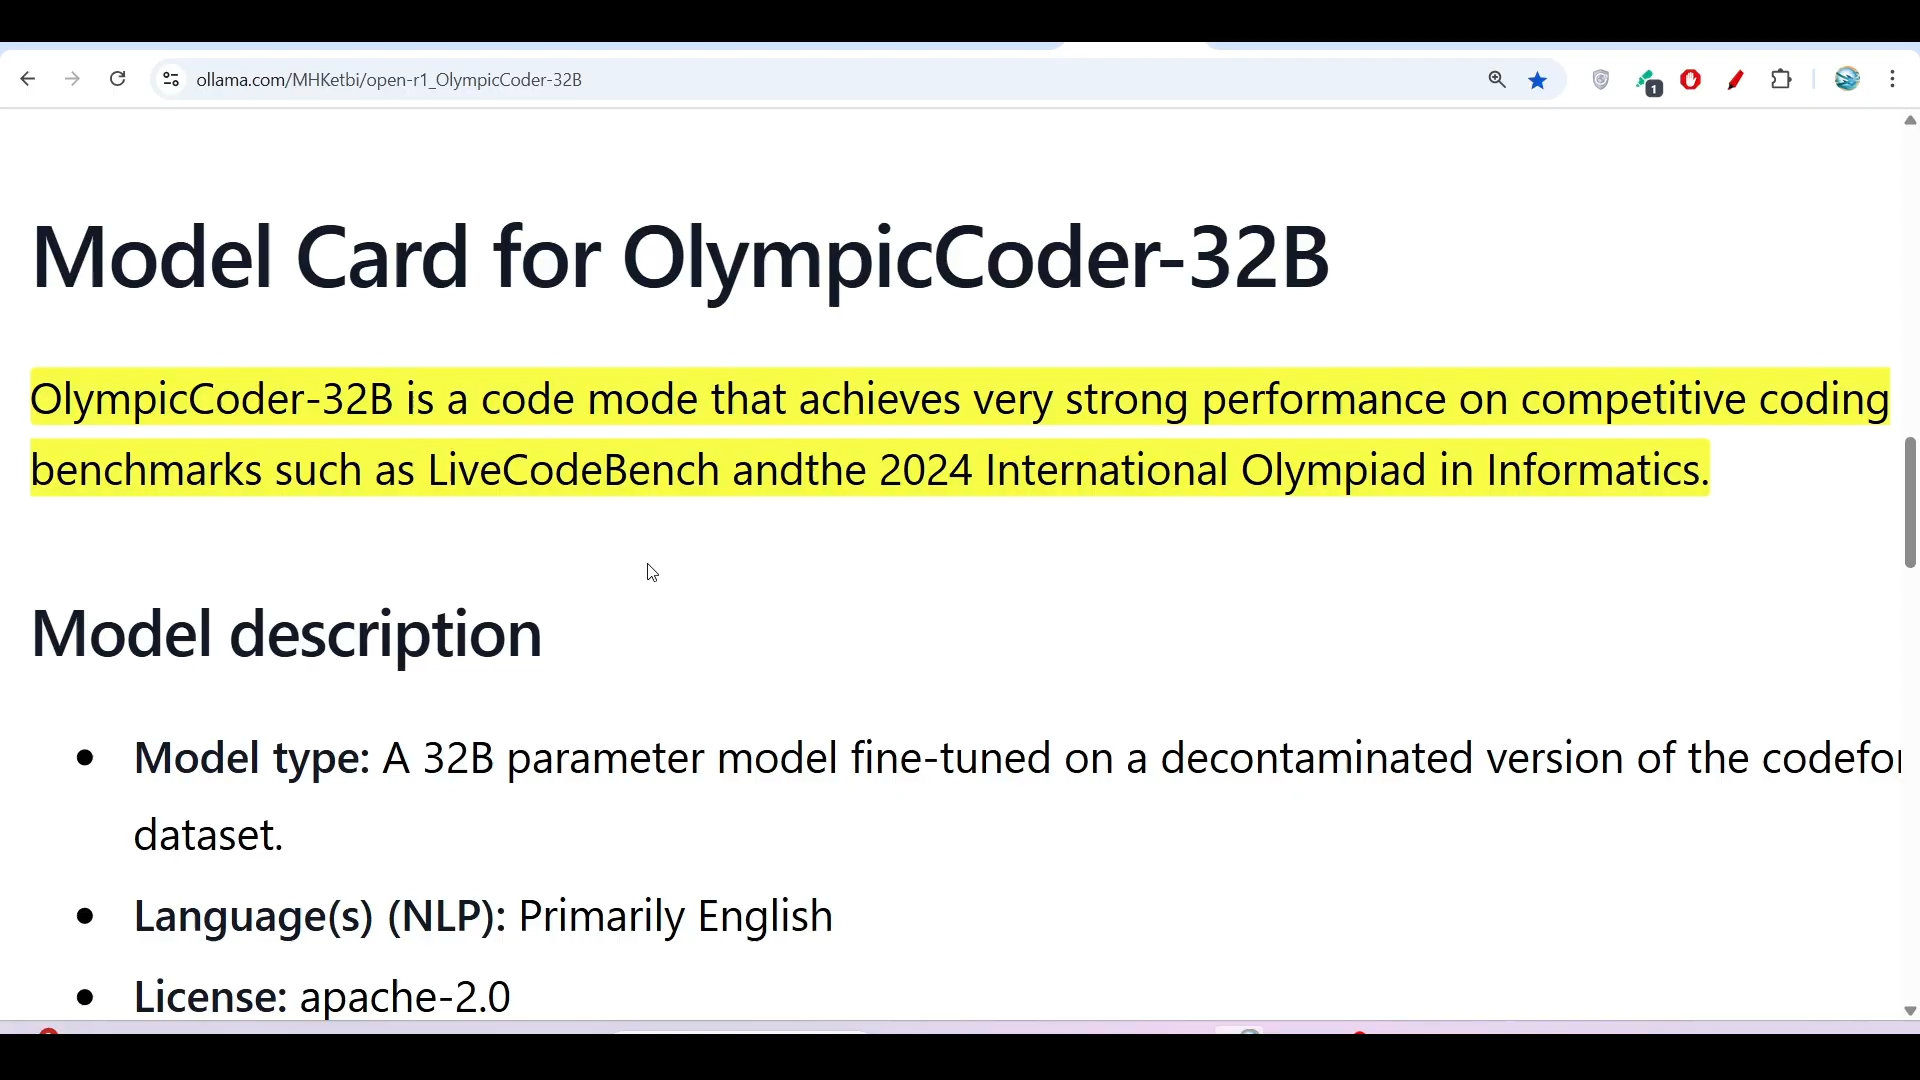 ollama.com/MHKetbi/open-r1_OlympicCoder-32B
1
Model Card for OlympicCoder-32B
OlympicCoder-32B is a code mode that achieves very strong performance on competitive coding
benchmarks such as LiveCodeBench andthe 2024 International Olympiad in Informatics.
Model description
• Model type: A 32B parameter model fine-tuned on a decontaminated version of the
dataset.
• Language(s) (NLP): Primarily English
• License: apache-2.0